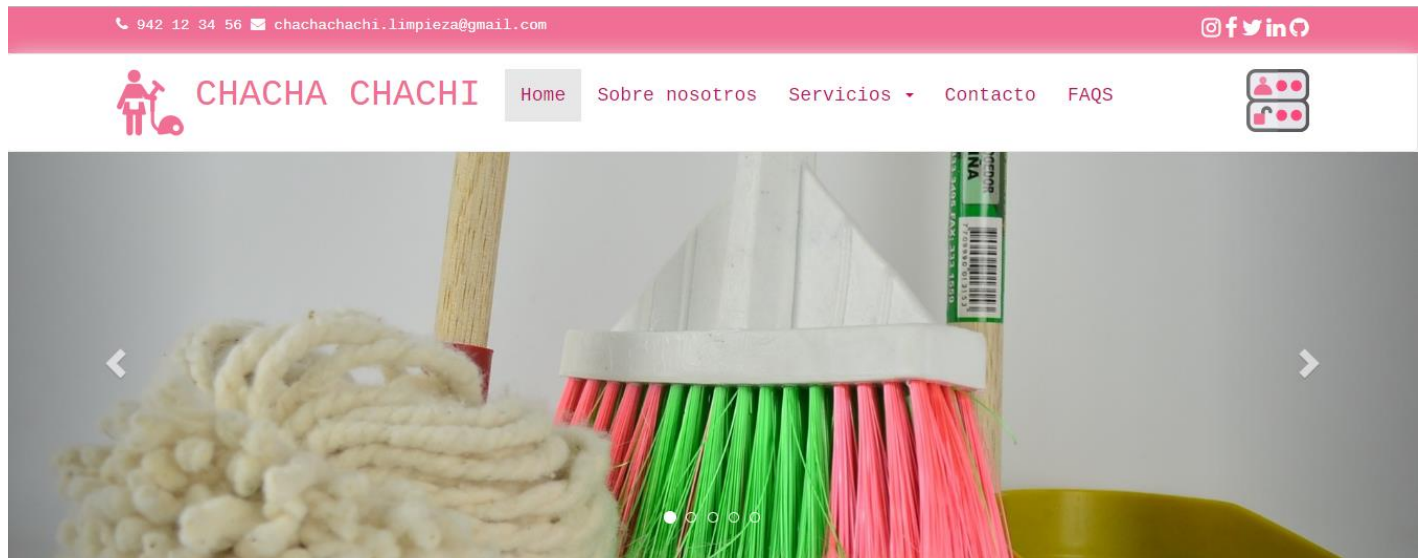 942 12 34 56 chachachachi.limpieza@gmail.com
CHACHA CHACHI
Home Sobre nosotros Servicios Contacto FAQS